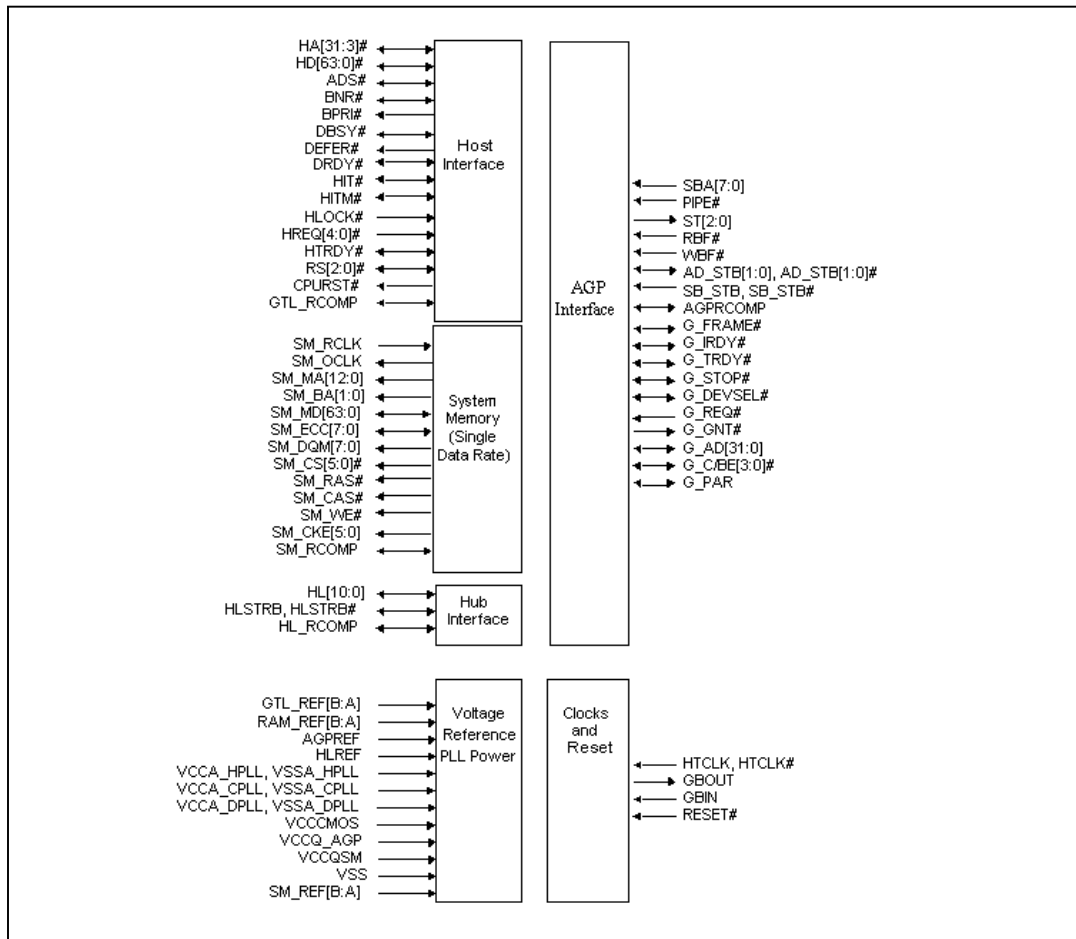 HA[31:3]#
HD[63:0]#
ADS#
BNR#
BPRI#
DBSY#
DEFER#
DRDY#
HIT#
HITM#
HLOCK#
HREQ[4:0]#
HTRDY#
RS[2:0]#
CPURST#
GTL_RCOMP
Host
Interface
SM_RCLK
SM_OCLK
SM_MA[12:0]
SM_BA[1:0]
SM_MD[63:0]
SM_ECC[7:0]
SM_DQM[7:0]
SM_CS[5:0]#
SM_RAS#
SM_CAS#
SM_WE#
SM_CKE[5:0]
SM_RCOMP
System
Memory
(Single
Data Rate)
HL[10:0]
HLSTRB, HLSTRB#
HL_RCOMP
Hub
Interface
AGP
Interface
SBA[7:0]
PIPE#
ST[2:0]
RBF#
WBF#
AD_STB[1:0], AD_STB[1:0]#
SB_STB, SB_STB#
AGPRCOMP
G_FRAME#
G_IRDY#
G_TRDY#
G_STOP#
G_DEVSEL#
G_REQ#
G_GNT#
G_AD[31:0]
G_C/BE[3:0]#
G_PAR
GTL_REF[B:A]
RAM_REF[B:A]
AGPREF
HLREF
VCCA_HPLL, VSSA_HPLL
VCCA_CPLL, VSSA_CPLL
VCCA_DPLL, VSSA_DPLL
VCCCMOS
VCCQ_AGP
VCCQSM
VSS
SM_REF[B:A]
Voltage
Reference
PLL Power
Clocks
and
Reset
HTCLK, HTCLK#
GBOUT
GBIN
RESET#